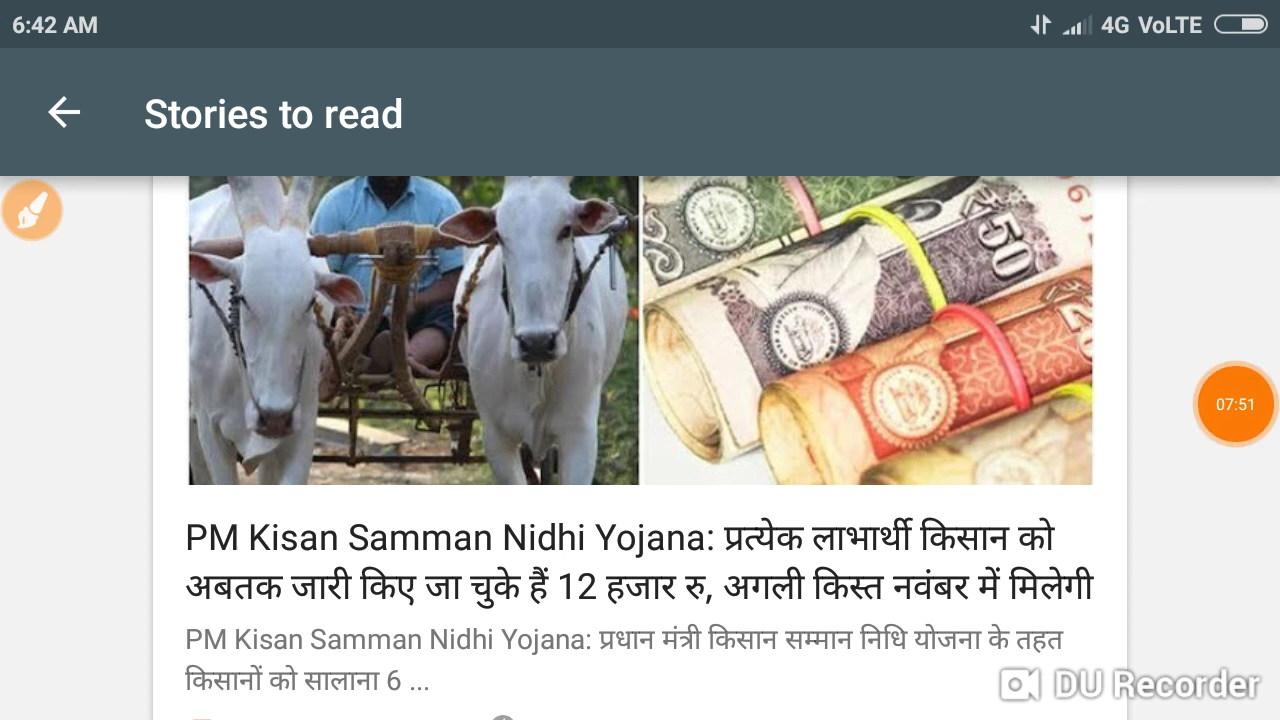 6:42 AM
4G VoLTE
Stories to read
50
07:51
PM Kisan Samman Nidhi Yojana: प्रत्येक लाभार्थी किसान को
अबतक जारी किए जा चुके हैं 12 हजार रु, अगली किस्त नवंबर में मिलेगी
PM Kisan Samman Nidhi Yojana: प्रधान मंत्री किसान सम्मान निधि योजना के तहत
किसानों को सालाना 6 ...
DU Recorder